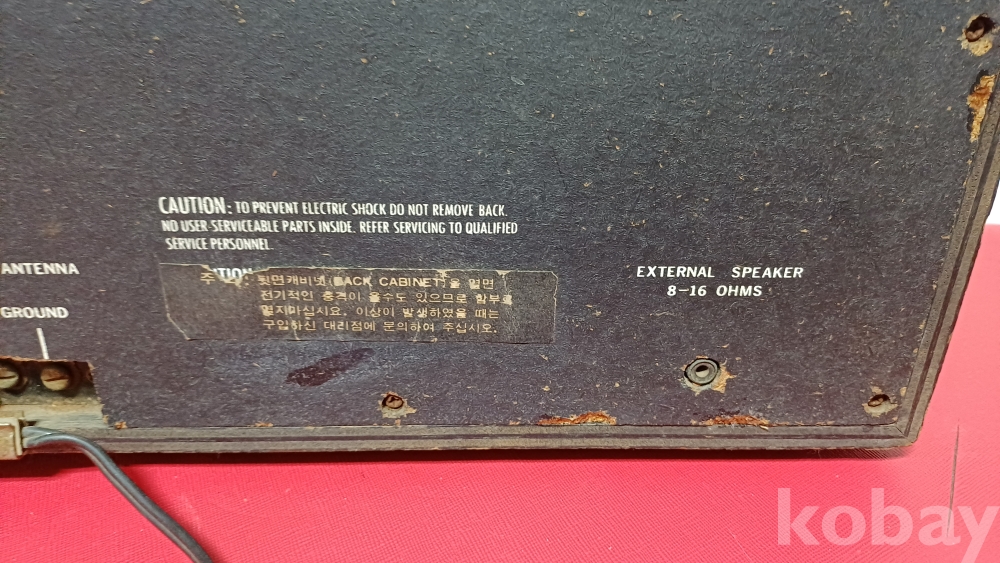 CAUTION: TO PREVENT ELECTRIC SHOCK DO NOT REMOVE BACK.
NO USER-SERVICEABLE PARTS INSIDE. REFER SERVICING TO QUALIFIED
SERVICE PERSONNEL
ANTENNA
GROUND
뒷면캐비넷(BACK CABINET)을 열면
전기적인 충격이 올수도 있으므로 함부로
열지마십시요. 이상이 발생하였을 때는
구입하신 대리점에 문의하여 주십시오.
EXTERNAL SPEAKER
8-16 OHMS
kobay